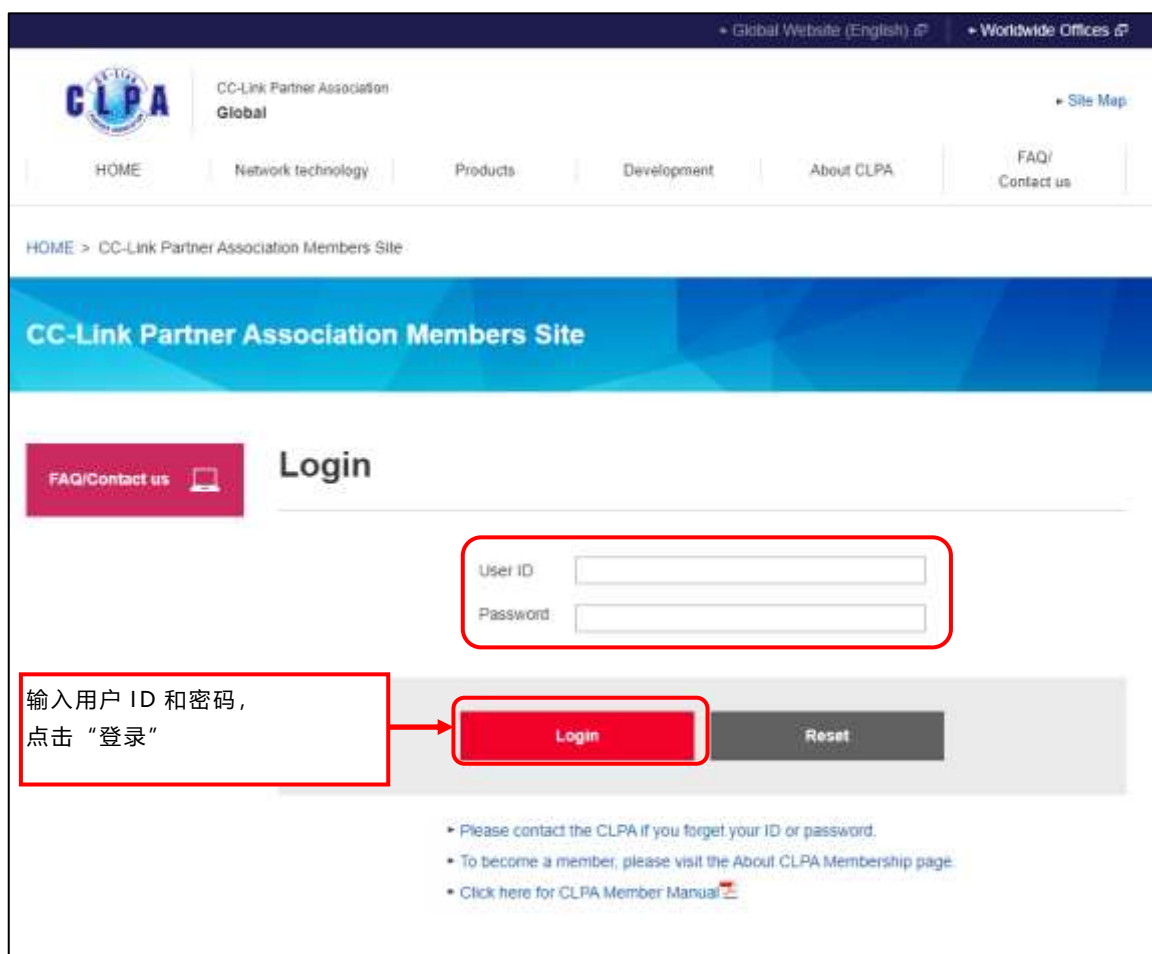 Global Website (English)
Worldwide Offices
CC-Link
CLPA
CC-Link Partner Association
Global
Site Map
HOME
Network technology
Products
Development
About CLPA
FAQ/
Contact us
HOME > CC-Link Partner Association Members Site
CC-Link Partner Association Members Site
FAQ/Contact us
Login
User ID
Password
输入用户 ID 和密码,
点击“登录”
Login
Reset
Please contact the CLPA if you forget your ID or password.
To become a member, please visit the About CLPA Membership page.
Click here for CLPA Member Manual